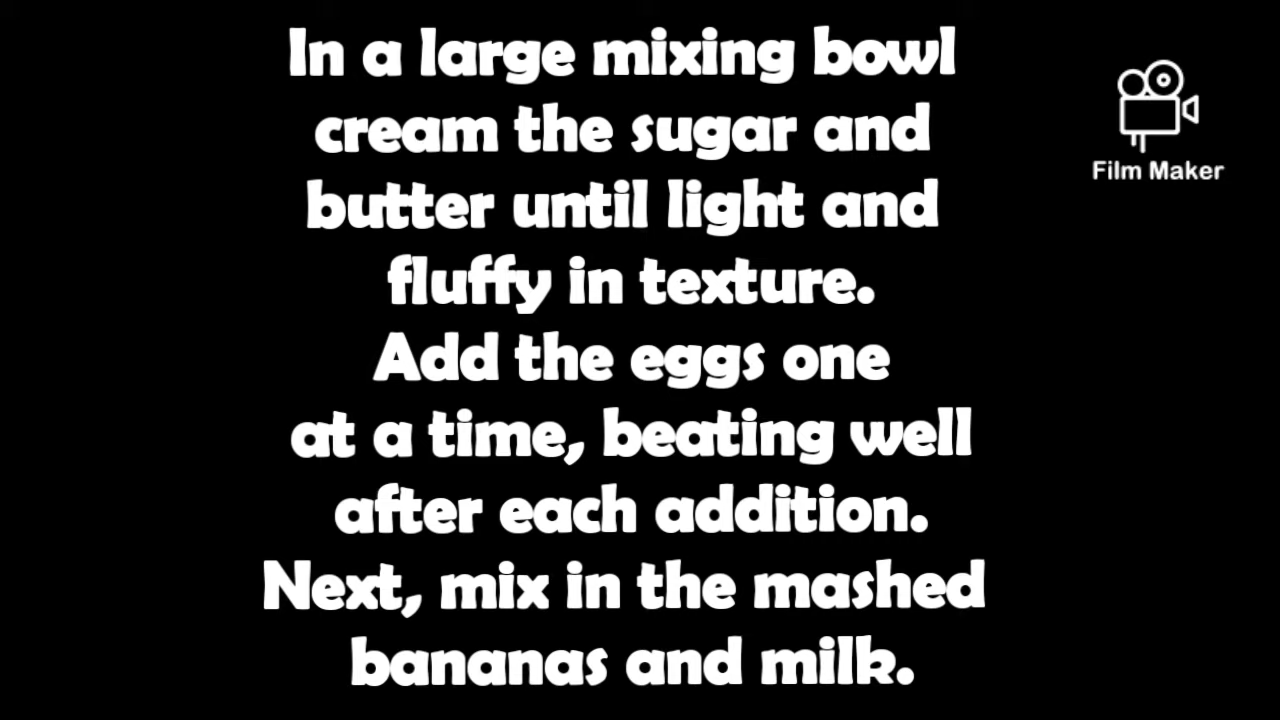 In a large mixing bowl
cream the sugar and
butter until light and
fluffy in texture.
Add the eggs one
at a time, beating well
after each addition.
Next, mix in the mashed
bananas and milk.
Film Maker